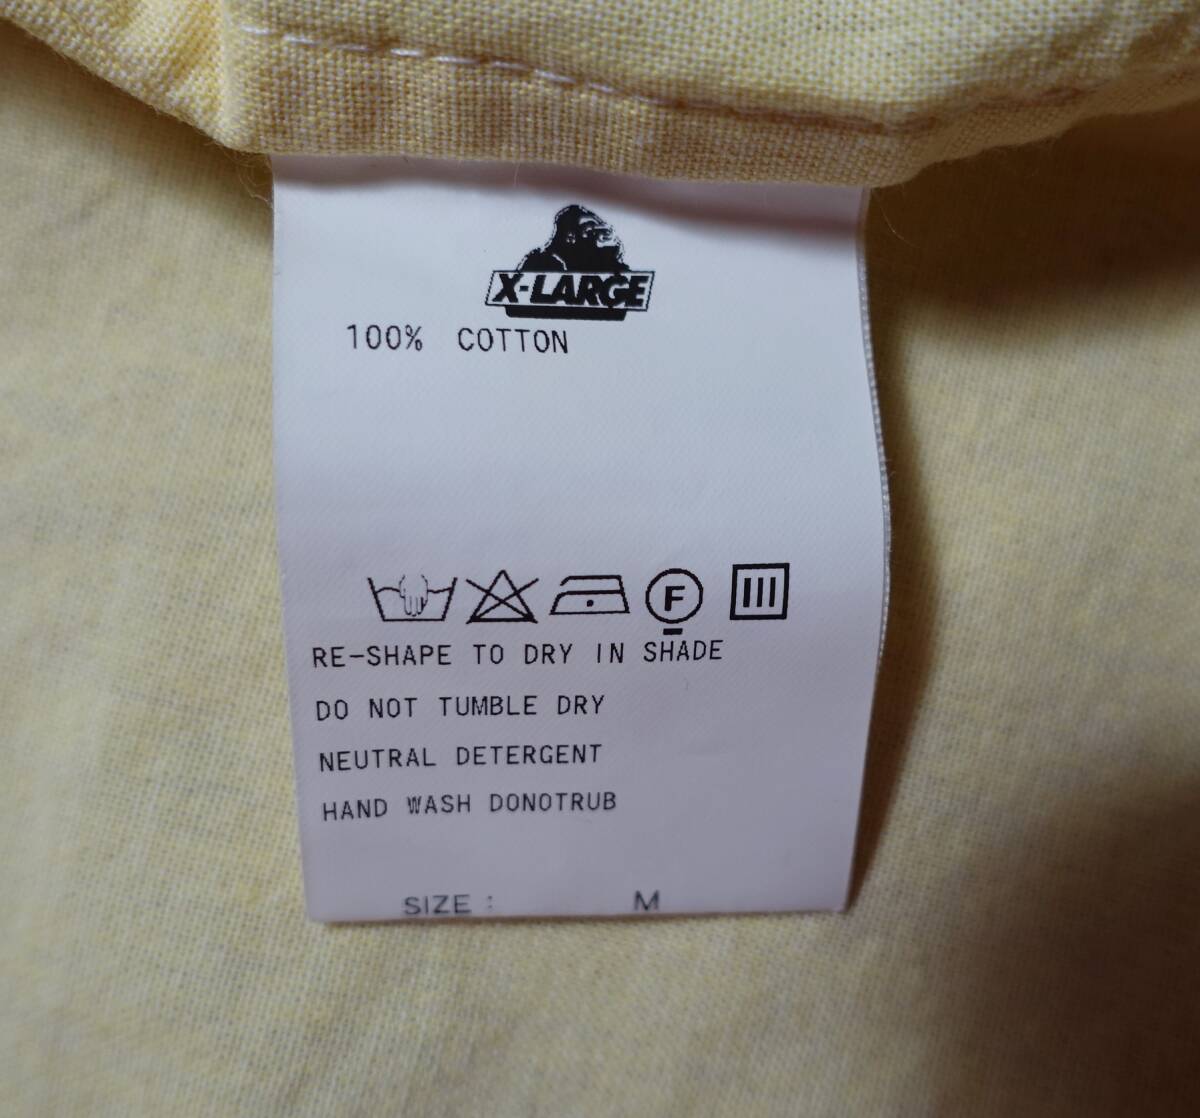 X-LARGE
100% COTTON
F
RE-SHAPE TO DRY IN SHADE
DO NOT TUMBLE DRY
NEUTRAL DETERGENT
HAND WASH DONOTRUB
SIZE : M